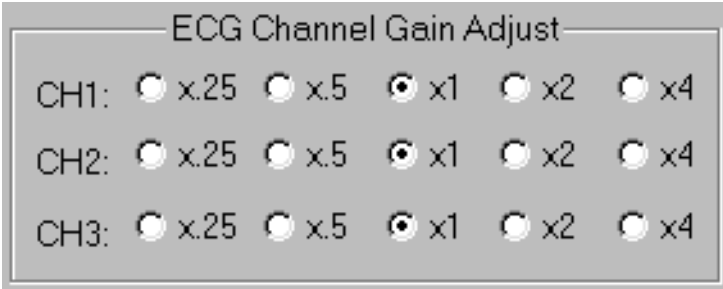 ECG Channel Gain Adjust
CH1: x.25 x.5 x1 x2 x4
CH2: x.25 x.5 x1 x2 x4
CH3: x.25 x.5 x1 x2 x4